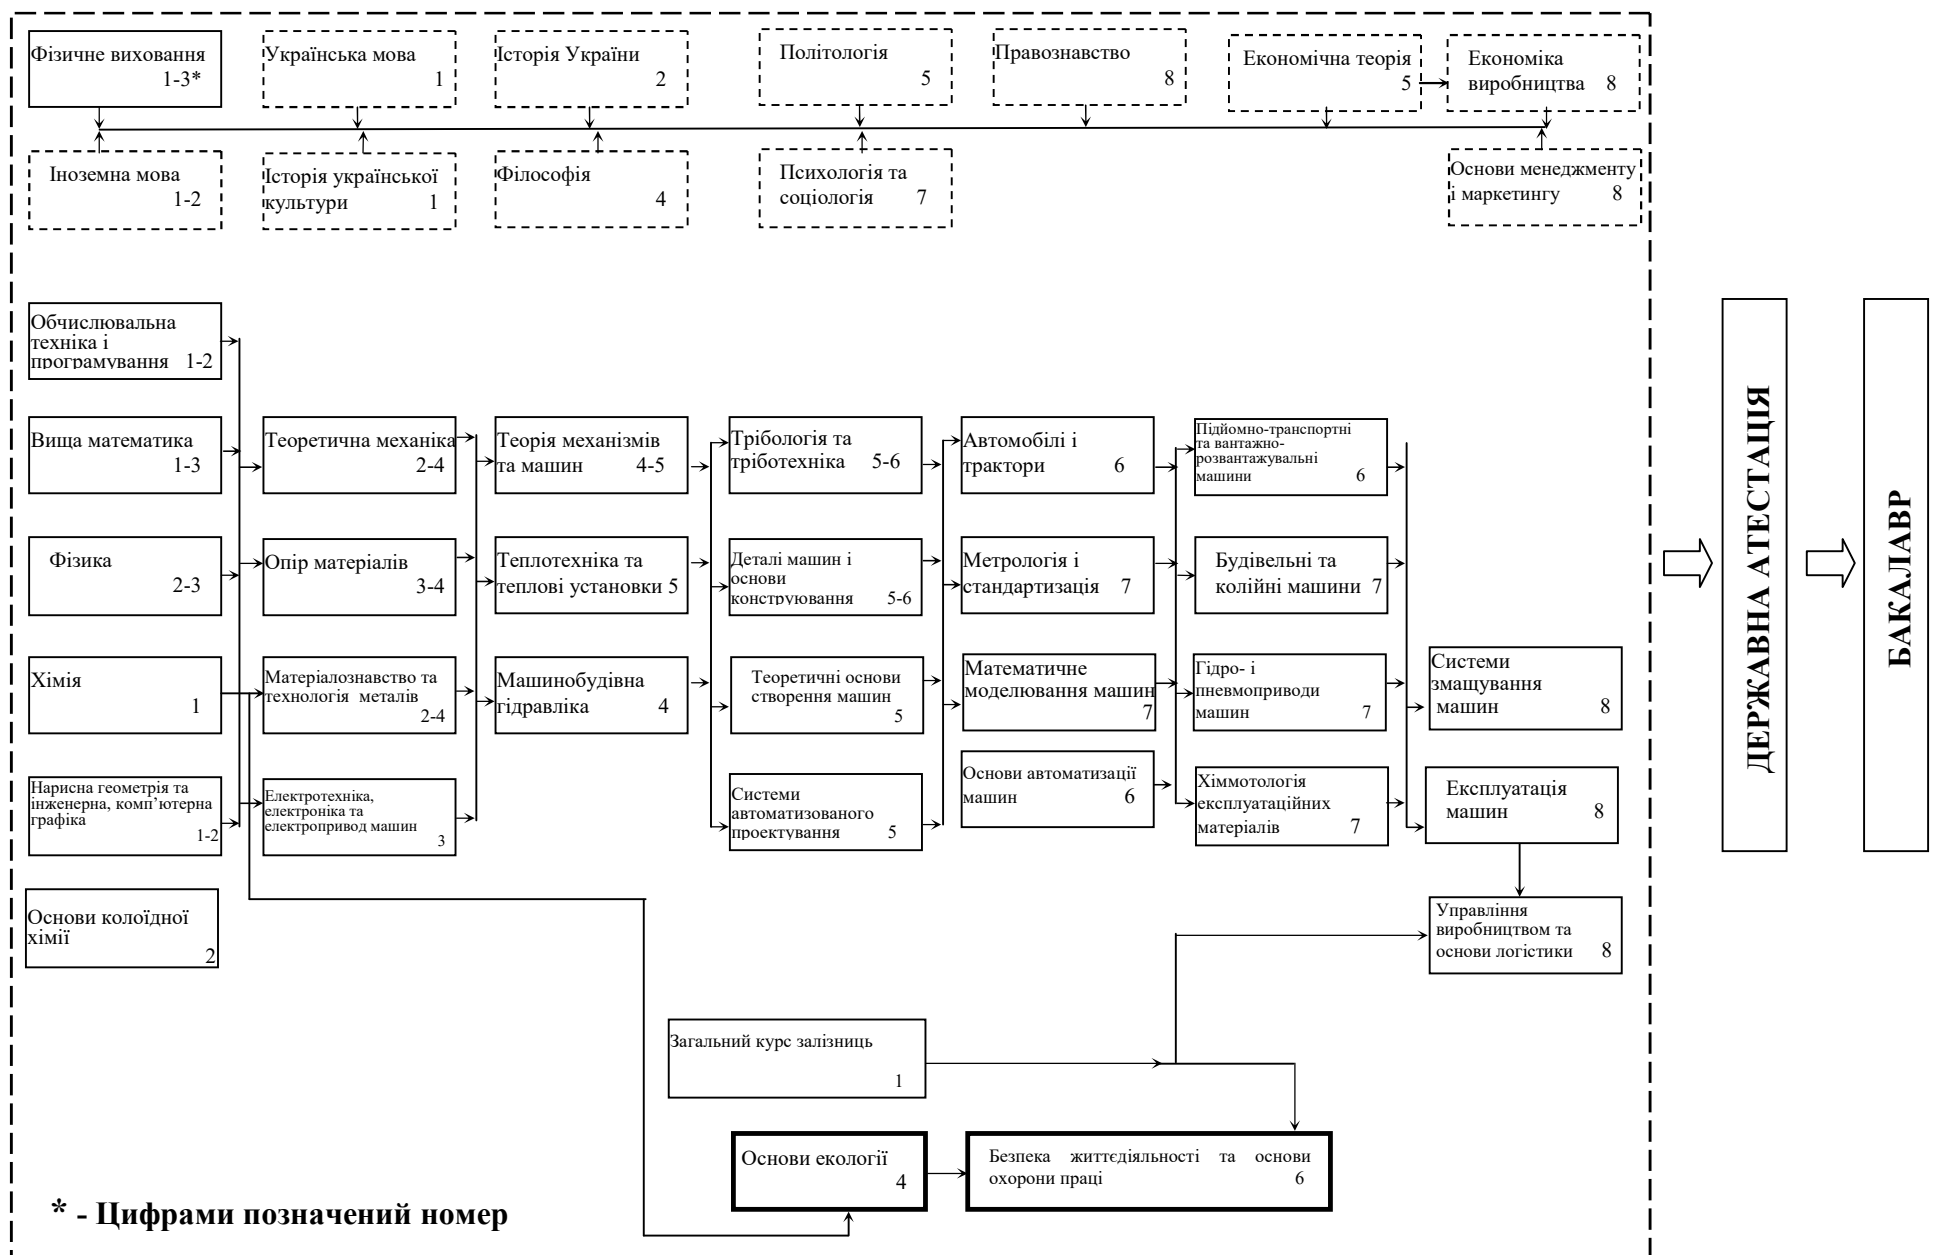 Фізичне виховання
1-3*
Українська мова
1
Історія України
2
Політологія
5
Правознавство
8
Економічна теорія
5
Економіка
виробництва 8
Іноземна мова
1-2
Історія української
культури 1
Філософія
4
Психологія та
соціологія 7
Основи менеджменту
і маркетингу 8
Обчислювальна
техніка і
програмування 1-2
Вища математика
1-3
Теоретична механіка
2-4
Теорія механізмів
та машин 4-5
Трібологія та
тріботехніка 5-6
Автомобілі і
трактори 6
Підйомно-транспортні
та вантажно-
розвантажувальні
машини 6
Фізика
2-3
Опір матеріалів
3-4
Теплотехніка та
теплові установки 5
Деталі машин і
основи
конструювання 5-6
Метрологія і
стандартизація 7
Будівельні та
колійні машини 7
Хімія
1
Матеріалознавство та
технологія металів
2-4
Машинобудівна
гідравліка 4
Теоретичні основи
створення машин
5
Математичне
моделювання машин
7
Гідро- і
пневмоприводи
машин 7
Системи
змащування
машин 8
Нарисна геометрія та
інженерна, комп’ютерна
графіка
1-2
Електротехніка,
електроніка та
електропривод машин
3
Системи
автоматизованого
проектування 5
Основи автоматизації
машин 6
Хіммотологія
експлуатаційних
матеріалів 7
Експлуатація
машин 8
Основи колоїдної
хімії
2
Управління
виробництвом та
основи логістики 8
Загальний курс залізниць
1
Основи екології
4
Безпека життєдіяльності та основи
охорони праці 6
* - Цифрами позначений номер
ДЕРЖАВНА АТЕСТАЦІЯ
БАКАЛАВР